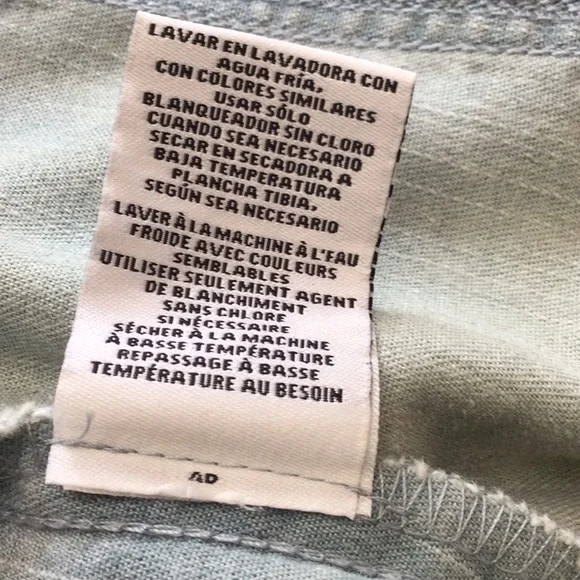 LAVAR EN LAVADORA CON
AGUA FRÍA,
CON COLORES SIMILARES
USAR SÓLO
BLANQUEADOR SIN CLORO
CUANDO SEA NECESARIO
SECAR EN SECADORA A
BAJA TEMPERATURA
PLANCHA TIBIA,
SEGÚN SEA NECESARIO
LAVER À LA MACHINE À L'EAU
FROIDE AVEC COULEURS
SEMBLABLES
UTILISER SEULEMENT AGENT
DE BLANCHIMENT
SANS CHLORE
SI NÉCESSAIRE
SÉCHER À LA MACHINE
À BASSE TEMPÉRATURE
REPASSAGE À BASSE
TEMPÉRATURE AU BESOIN
AD